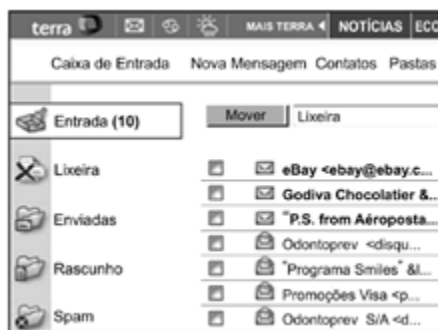 terra MAIS TERRA NOTÍCIAS ECO
Caixa de Entrada Nova Mensagem Contatos Pastas
Entrada (10) Mover Lixeira
Lixeira eBay <ebay@ebay.c...
Godiva Chocolatier &...
Enviadas "P.S. from Aéroposta...
Odontoprev <disqu...
Rascunho "Programa Smiles" &l...
Promoções Visa <p...
Spam Odontoprev S/A <d...